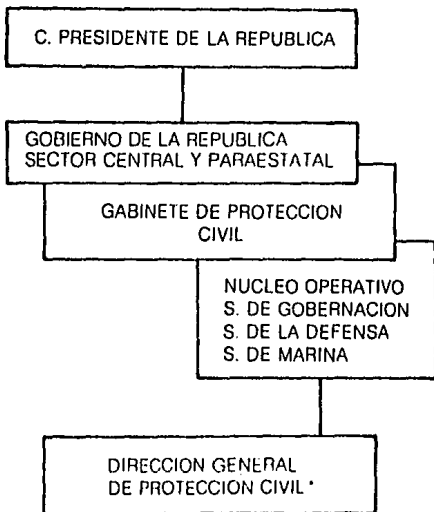 C. PRESIDENTE DE LA REPUBLICA
GOBIERNO DE LA REPUBLICA
SECTOR CENTRAL Y PARAESTATAL
GABINETE DE PROTECCION
CIVIL
NUCLEO OPERATIVO
S. DE GOBERNACION
S. DE LA DEFENSA
S. DE MARINA
DIRECCION GENERAL
DE PROTECCION CIVIL*